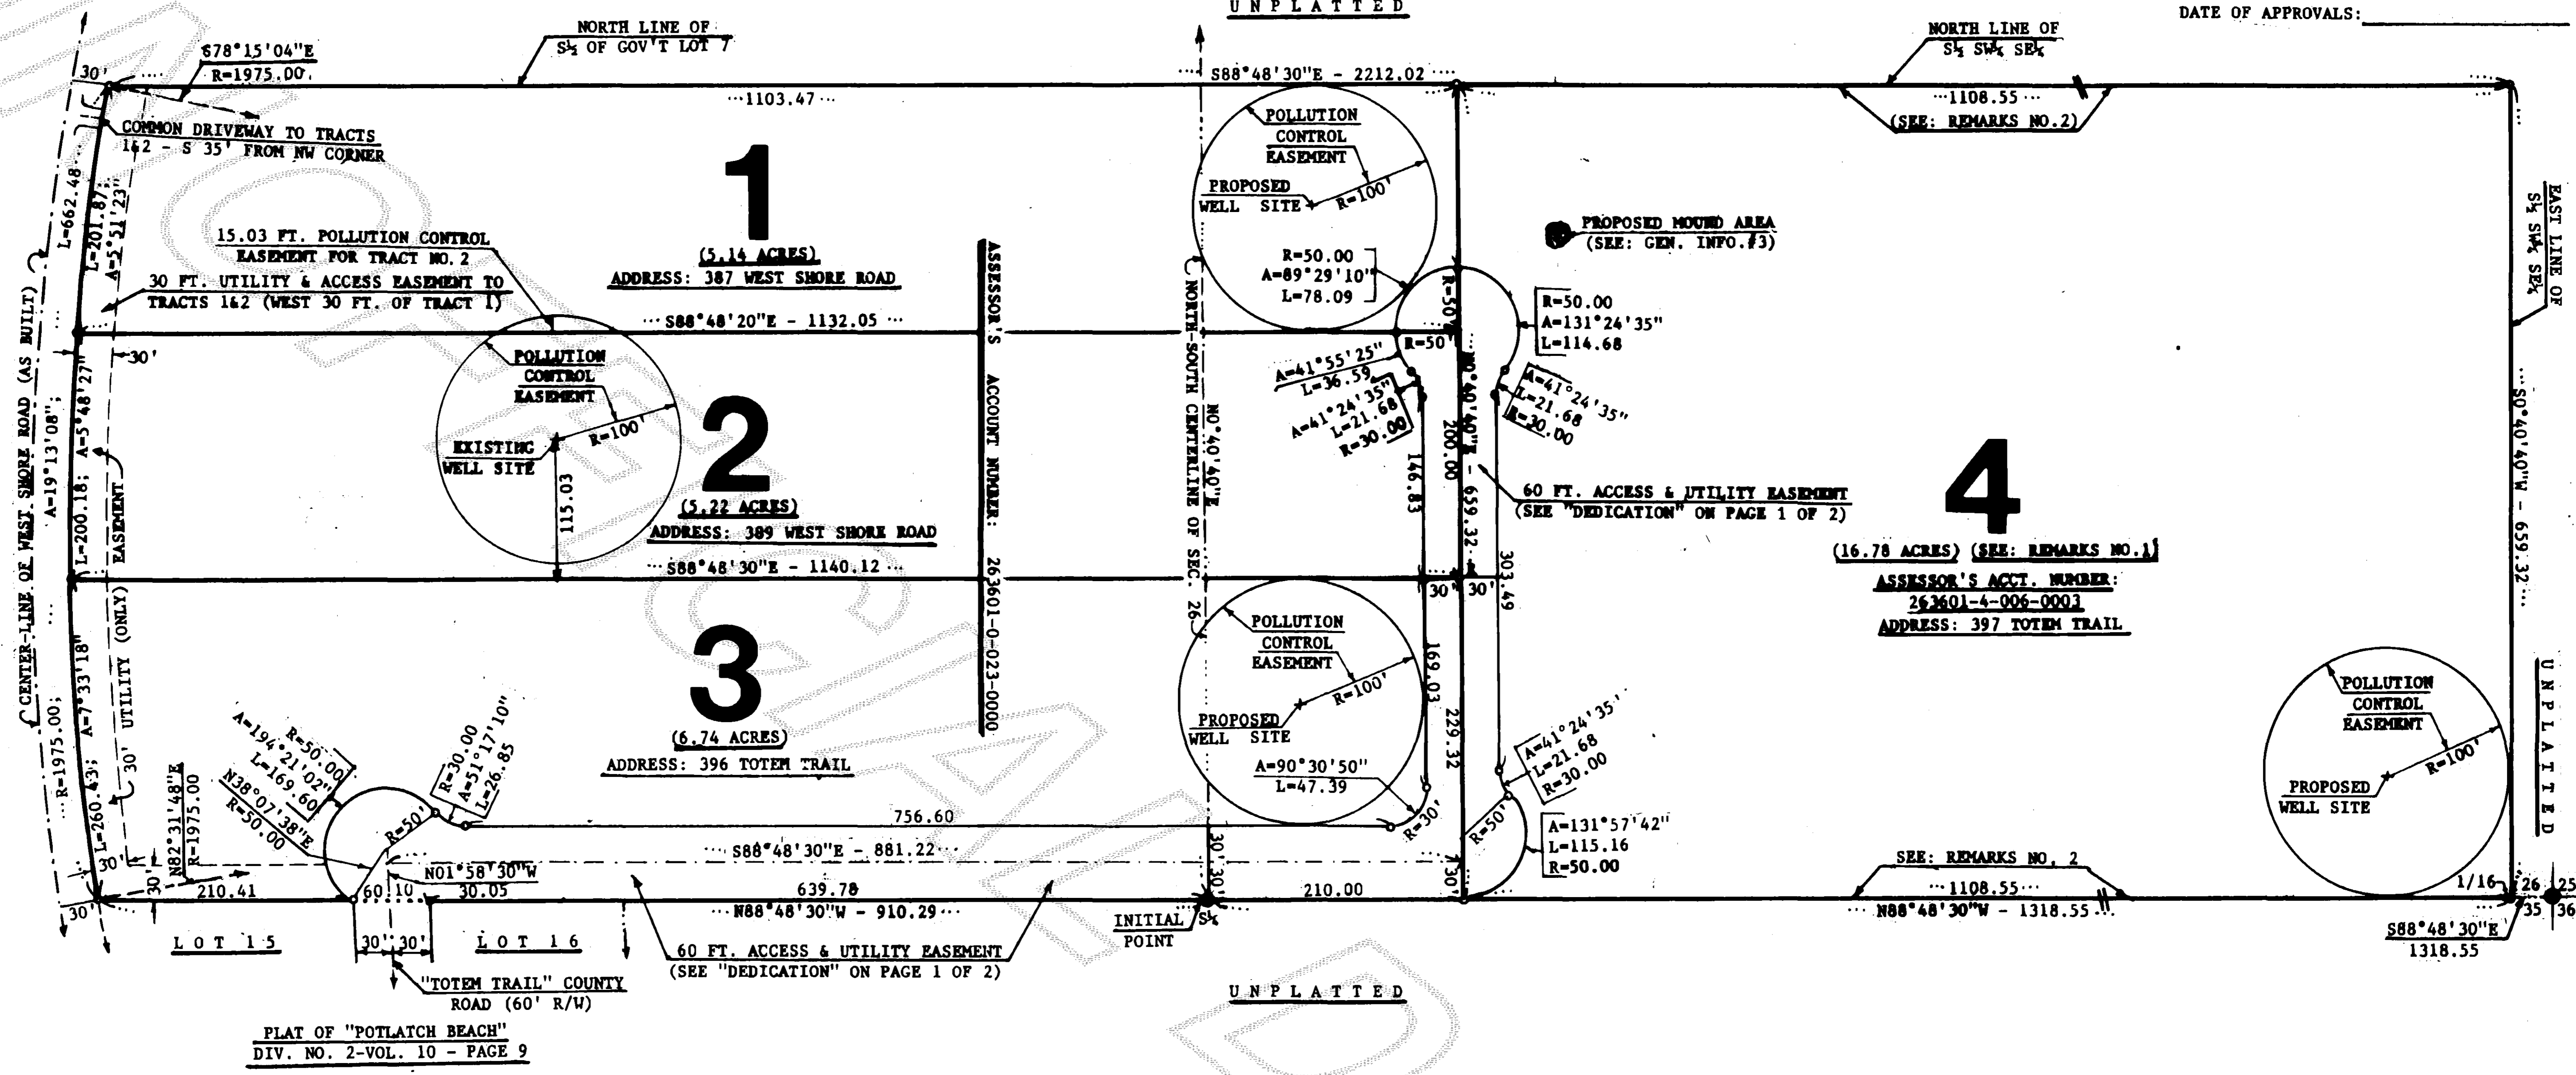 UNPLATTED
DATE OF APPROVALS:
NORTH LINE OF
S½ OF GOV'T LOT 7
NORTH LINE OF
S½ SW¼ SE¼
S78°15'04"E
R=1975.00
30'
S88°48'30"E - 2212.02
1103.47
1108.55
(SEE: REMARKS NO.2)
COMMON DRIVEWAY TO TRACTS
1&2 - S 35' FROM NW CORNER
L=662.48
L=201.87;
A=5°51'23"
1
(5.14 ACRES)
ADDRESS: 387 WEST SHORE ROAD
15.03 FT. POLLUTION CONTROL
EASEMENT FOR TRACT NO. 2
30 FT. UTILITY & ACCESS EASEMENT TO
TRACTS 1&2 (WEST 30 FT. OF TRACT 1)
POLLUTION
CONTROL
EASEMENT
PROPOSED
WELL SITE
R=100'
R=50.00
A=89°29'10"
L=78.09
PROPOSED MOUND AREA
(SEE: GEN. INFO.#3)
R=50'
R=50.00
A=131°24'35"
L=114.68
EAST LINE OF
S½ SW¼ SE¼
S88°48'20"E - 1132.05
30'
R=50'
A=41°55'25"
L=36.59
A=41°24'35"
L=21.68
R=30.00
A=41°24'35"
L=21.68
R=30.00
POLLUTION
CONTROL
EASEMENT
R=100'
EXISTING
WELL SITE
115.03
2
(5.22 ACRES)
ADDRESS: 389 WEST SHORE ROAD
ASSESSOR'S ACCOUNT NUMBER: 263601-0-023-0000
NORTH-SOUTH CENTERLINE OF SEC. 26
N0°40'40"E
N0°40'40"E - 659.32
200.00
146.83
303.49
60 FT. ACCESS & UTILITY EASEMENT
(SEE "DEDICATION" ON PAGE 1 OF 2)
4
(16.78 ACRES) (SEE: REMARKS NO.1)
ASSESSOR'S ACCT. NUMBER:
263601-4-006-0003
ADDRESS: 397 TOTEM TRAIL
S0°40'40"W - 659.32
CENTER-LINE OF WEST SHORE ROAD (AS BUILT)
A=19°13'08";
R=1975.00;
L=200.18; A=5°48'27"
30' UTILITY (ONLY) EASEMENT
S88°48'30"E - 1140.12
30' 30'
L=260.43; A=7°33'18"
3
(6.74 ACRES)
ADDRESS: 396 TOTEM TRAIL
POLLUTION
CONTROL
EASEMENT
R=100'
PROPOSED
WELL SITE
A=90°30'50"
L=47.39
169.03
229.32
R=30'
A=41°24'35"
L=21.68
R=30.00
R=50'
A=131°57'42"
L=115.16
R=50.00
POLLUTION
CONTROL
EASEMENT
R=100'
PROPOSED
WELL SITE
UNPLATTED
R=50.00
A=194°21'02"
L=169.60
N38°07'38"E
R=50.00
R=50'
R=30.00
A=51°17'10"
L=26.85
756.60
N82°31'48"E
R=1975.00
30'
30'
S88°48'30"E - 881.22
N01°58'30"W
30.05
210.41
60.10
639.78
N88°48'30"W - 910.29
30' 30'
210.00
30'
SEE: REMARKS NO. 2
1108.55
N88°48'30"W - 1318.55
1/16
26 25
35 36
S88°48'30"E
1318.55
30'
INITIAL
POINT
S¼
LOT 15
30' 30'
LOT 16
60 FT. ACCESS & UTILITY EASEMENT
(SEE "DEDICATION" ON PAGE 1 OF 2)
"TOTEM TRAIL" COUNTY
ROAD (60' R/W)
UNPLATTED
PLAT OF "POTLATCH BEACH"
DIV. NO. 2-VOL. 10 - PAGE 9